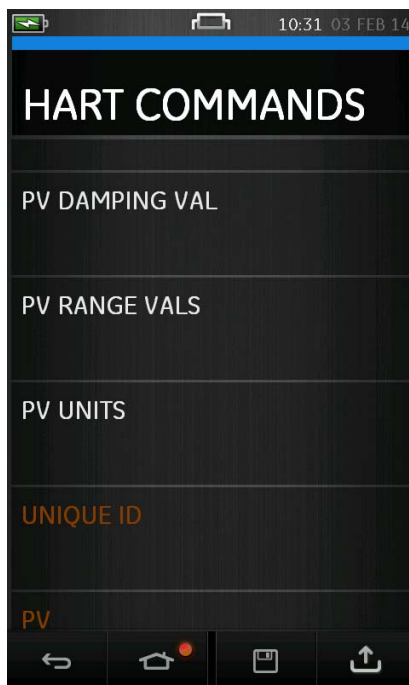 10:31 03 FEB 14
HART COMMANDS
PV DAMPING VAL
PV RANGE VALS
PV UNITS
UNIQUE ID
PV